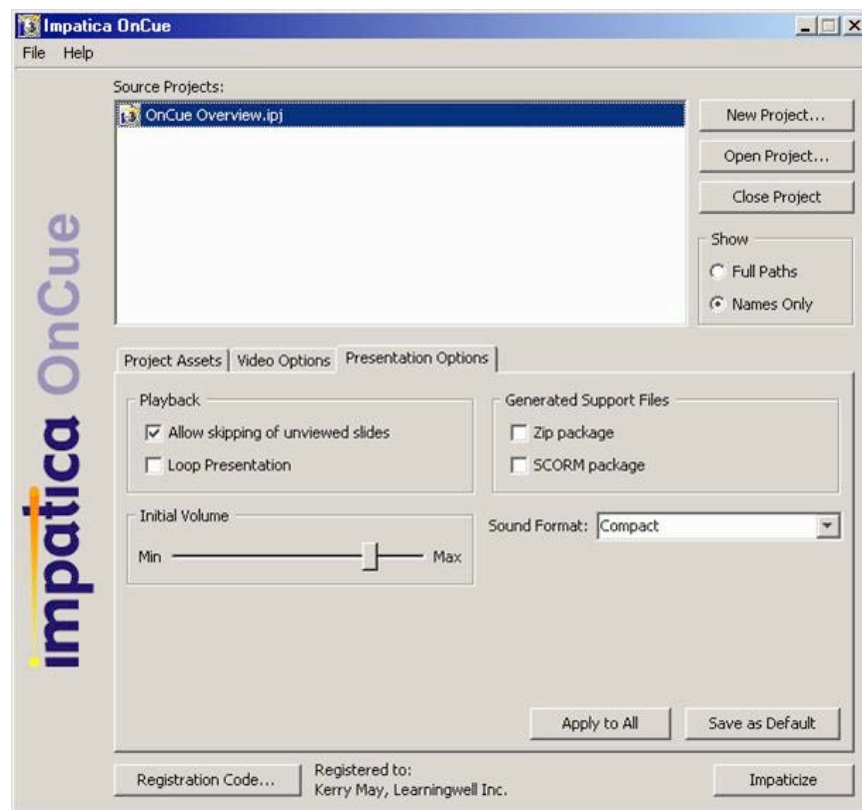 Impatica OnCue
File Help
Source Projects:
OnCue Overview.ipj
New Project...
Open Project...
Close Project
Show
Full Paths
Names Only
impatica OnCue
Project Assets Video Options Presentation Options
Playback
Allow skipping of unviewed slides
Loop Presentation
Generated Support Files
Zip package
SCORM package
Initial Volume
Min Max
Sound Format: Compact
Apply to All Save as Default
Registration Code...
Registered to:
Kerry May, Learningwell Inc.
Impaticize